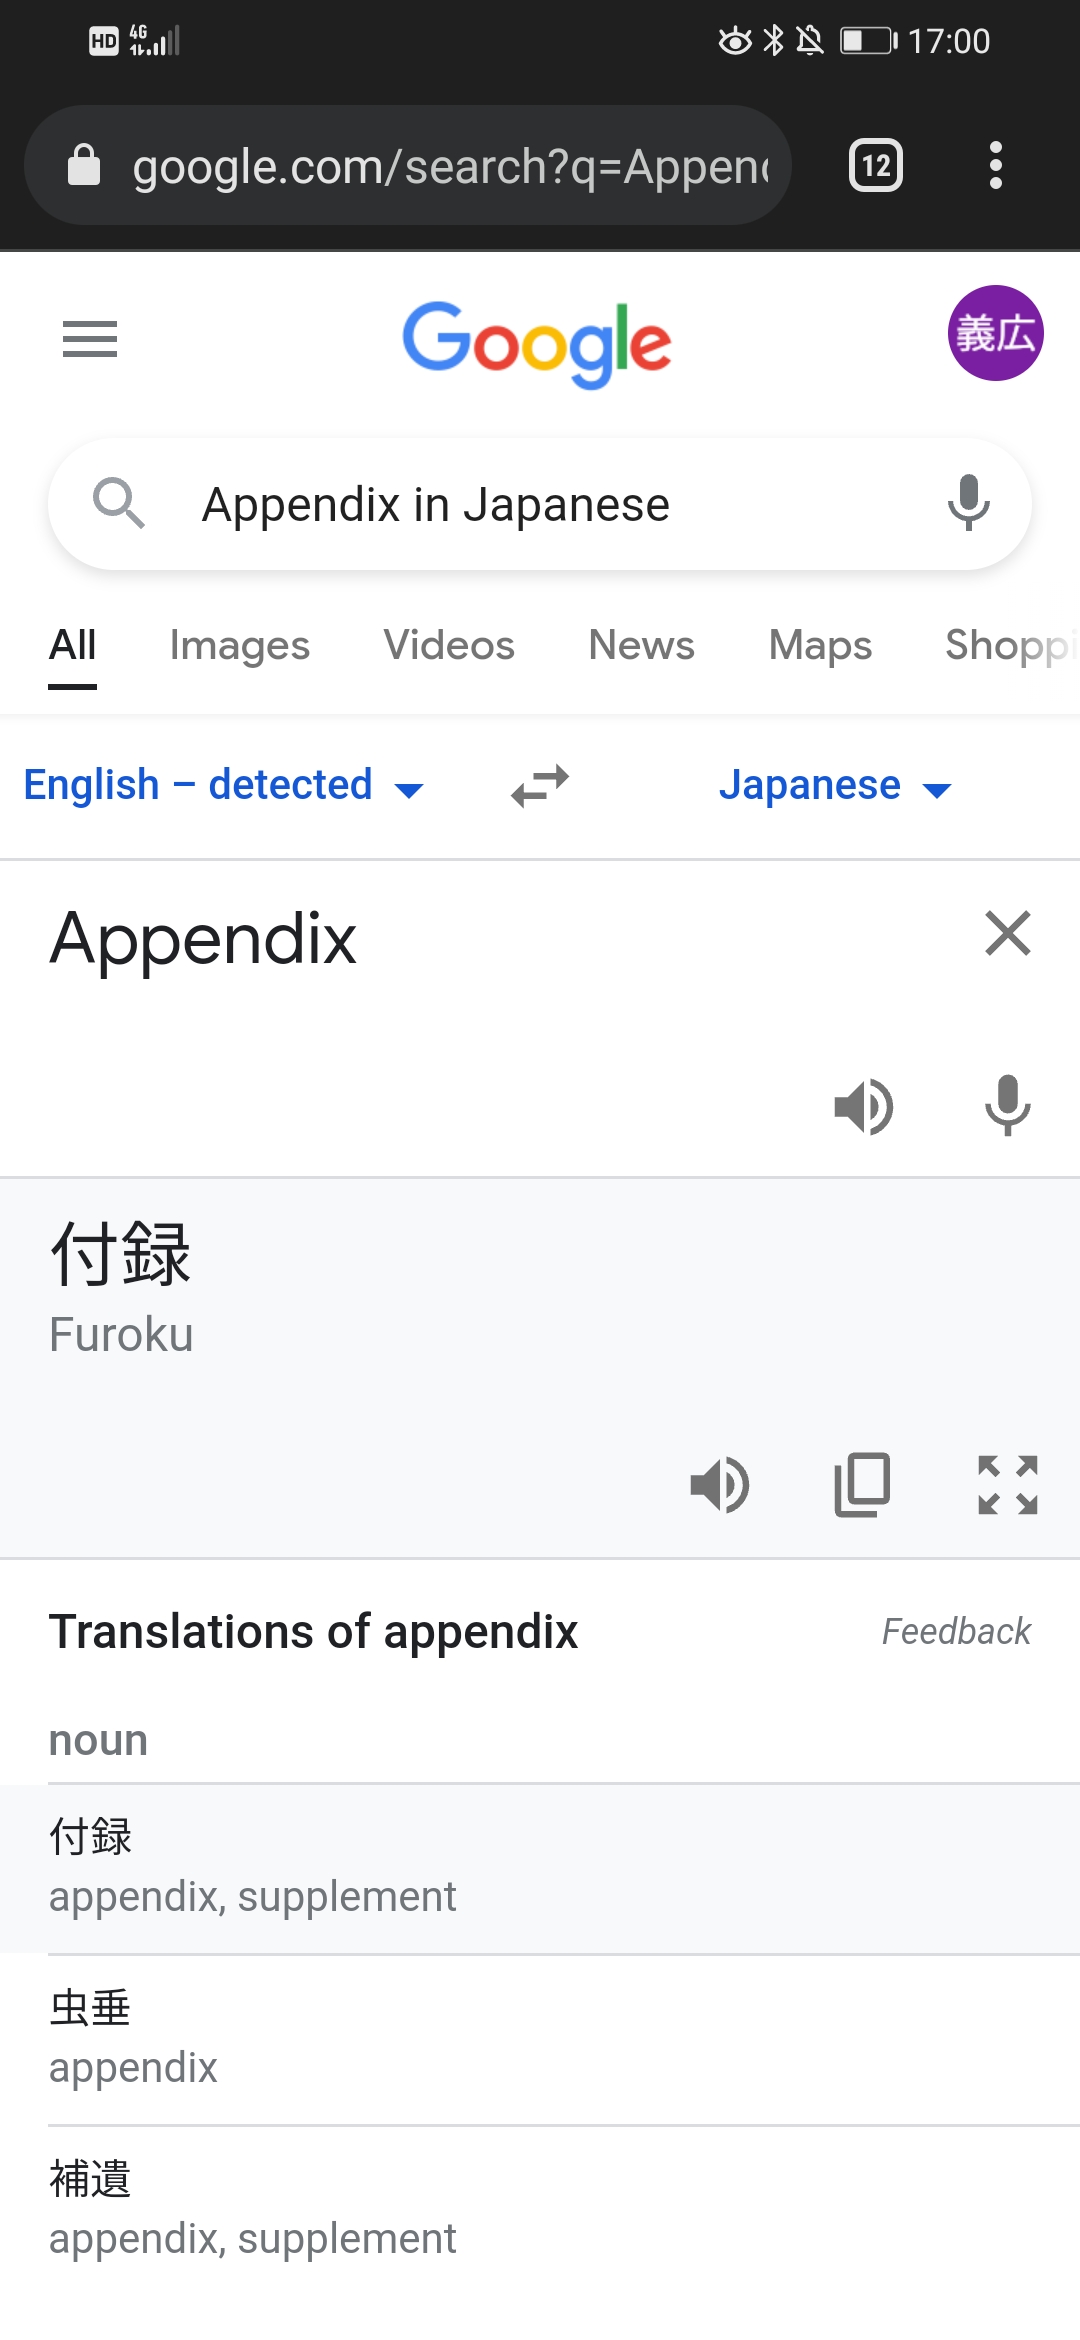 HD 4G 17:00
google.com/search?q=Appen
12
Google
義広
Appendix in Japanese
All Images Videos News Maps Shoppi
English – detected Japanese
Appendix
付録
Furoku
Translations of appendix Feedback
noun
付録
appendix, supplement
虫垂
appendix
補遺
appendix, supplement